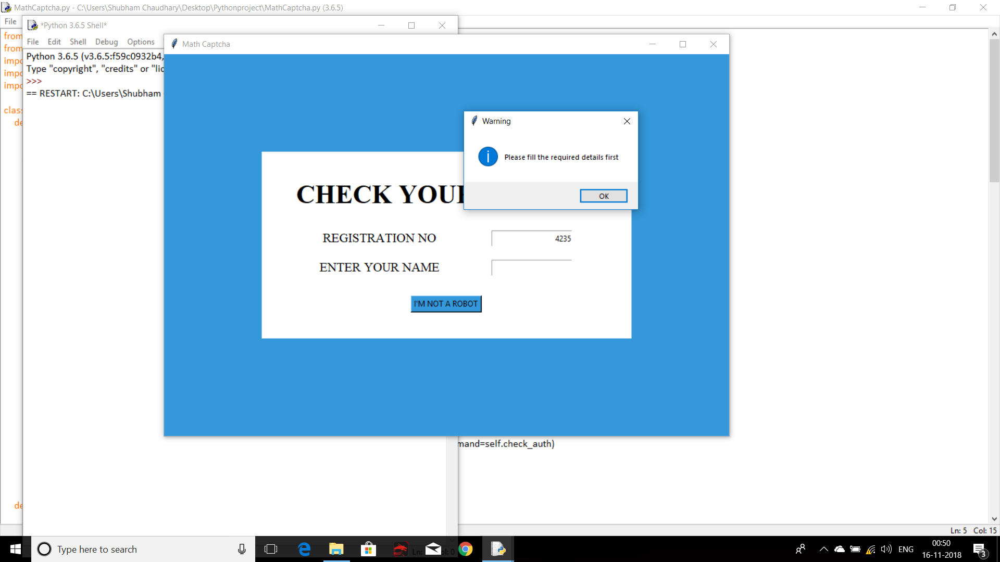 MathCaptcha.py - C:\Users\Shubham Chaudhary\Desktop\Pythonproject\MathCaptcha.py (3.6.5)
File
*Python 3.6.5 Shell*
File Edit Shell Debug Options
Math Captcha
from
from
impo
impo
impo
Python 3.6.5 (v3.6.5:f59c0932b4,
Type "copyright", "credits" or "lic
>>>
== RESTART: C:\Users\Shubham
clas
de
Warning
Please fill the required details first
OK
CHECK YOUR
REGISTRATION NO 4235
ENTER YOUR NAME
I'M NOT A ROBOT
mand=self.check_auth)
de
Ln: 5 Col: 15
Type here to search
ENG
00:50
16-11-2018
3